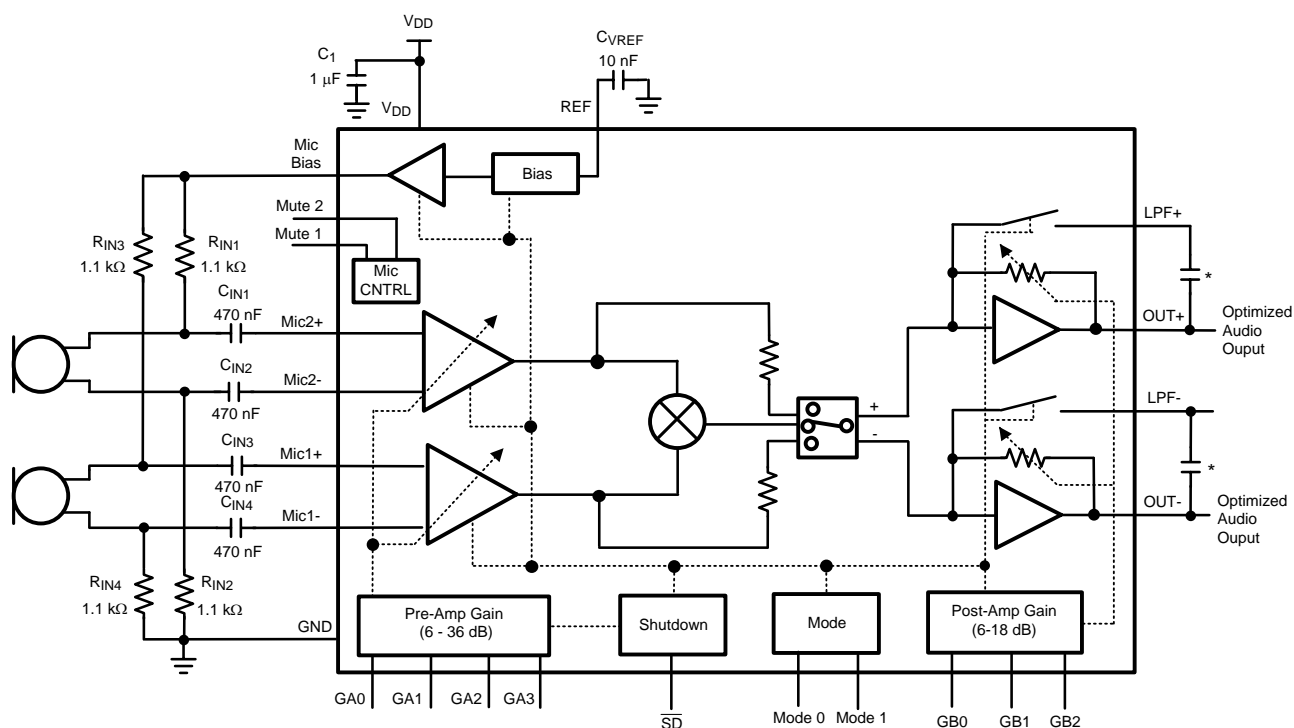 VDD
C1
1 µF
VDD
CVREF
10 nF
REF
Mic
Bias
Bias
Mute 2
Mute 1
Mic
CNTRL
RIN3
1.1 kΩ
RIN1
1.1 kΩ
CIN1
470 nF
Mic2+
CIN2
470 nF
Mic2-
CIN3
470 nF
Mic1+
CIN4
470 nF
Mic1-
RIN4
1.1 kΩ
RIN2
1.1 kΩ
GND
+
-
LPF+
*
OUT+
Optimized
Audio
Ouput
LPF-
*
OUT-
Optimized
Audio
Ouput
Pre-Amp Gain
(6 - 36 dB)
Shutdown
Mode
Post-Amp Gain
(6-18 dB)
GA0
GA1
GA2
GA3
SD
Mode 0
Mode 1
GB0
GB1
GB2